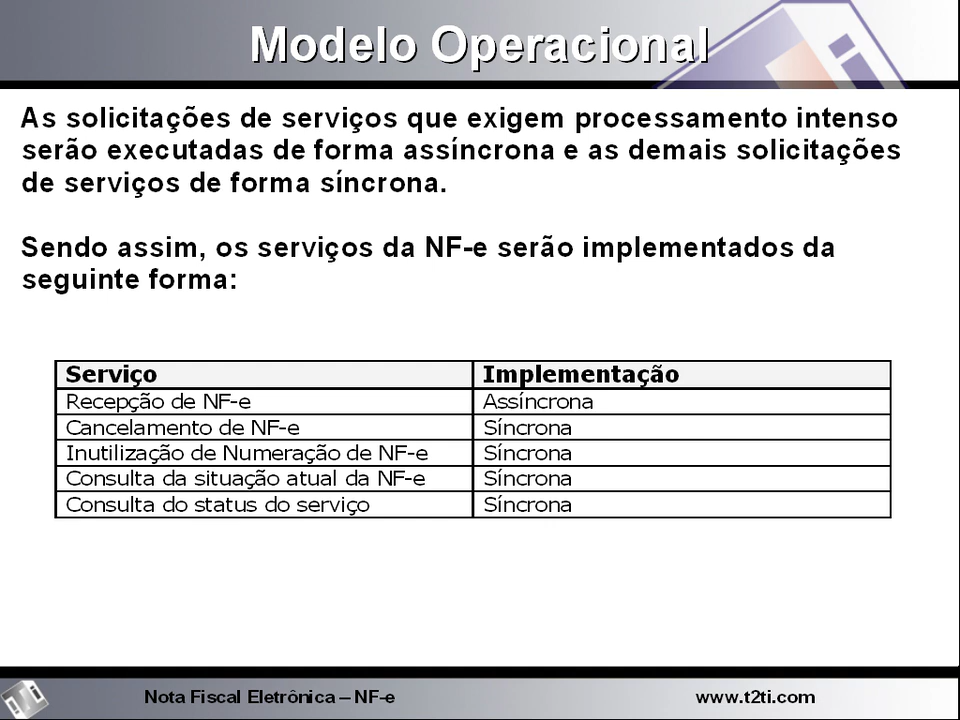 Modelo Operacional
As solicitações de serviços que exigem processamento intenso
serão executadas de forma assíncrona e as demais solicitações
de serviços de forma síncrona.
Sendo assim, os serviços da NF-e serão implementados da
seguinte forma:
Serviço Implementação
Recepção de NF-e Assíncrona
Cancelamento de NF-e Síncrona
Inutilização de Numeração de NF-e Síncrona
Consulta da situação atual da NF-e Síncrona
Consulta do status do serviço Síncrona
Nota Fiscal Eletrônica – NF-e www.t2ti.com